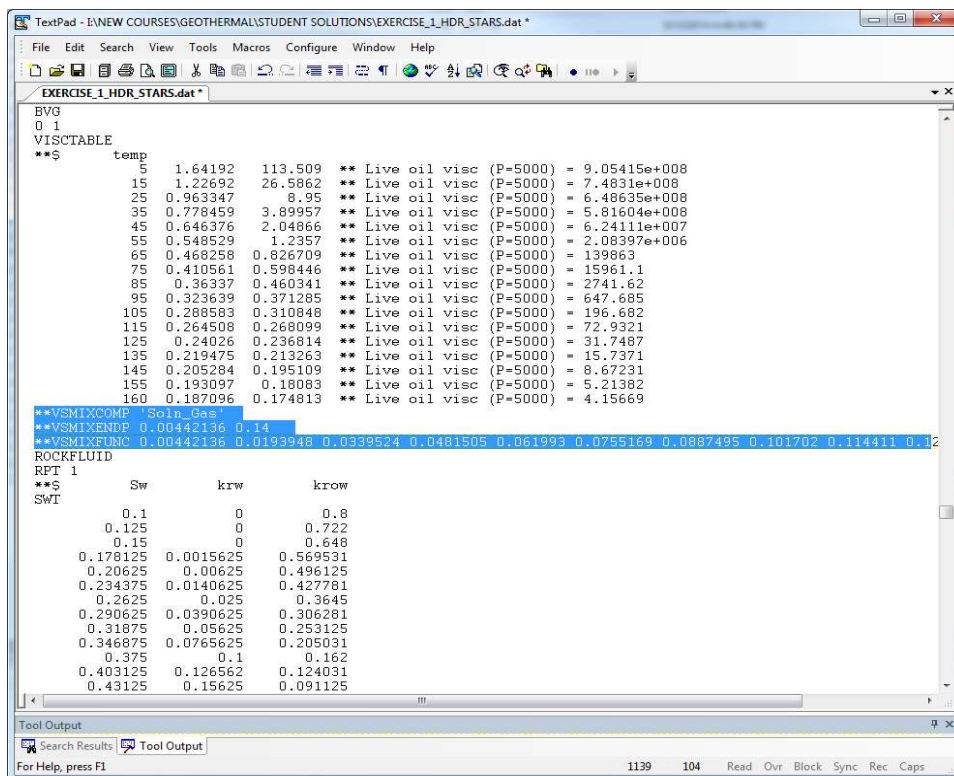 TextPad - I:\NEW COURSES\GEOTHERMAL\STUDENT SOLUTIONS\EXERCISE_1_HDR_STARS.dat *
File Edit Search View Tools Macros Configure Window Help
EXERCISE_1_HDR_STARS.dat *
BVG
0 1
VISCTABLE
**$ temp
5 1.64192 113.509 ** Live oil visc (P=5000) = 9.05415e+008
15 1.22692 26.5862 ** Live oil visc (P=5000) = 7.4831e+008
25 0.963347 8.95 ** Live oil visc (P=5000) = 6.48635e+008
35 0.778459 3.89957 ** Live oil visc (P=5000) = 5.81604e+008
45 0.646376 2.04866 ** Live oil visc (P=5000) = 6.24111e+007
55 0.548529 1.2357 ** Live oil visc (P=5000) = 2.08397e+006
65 0.468258 0.826709 ** Live oil visc (P=5000) = 139863
75 0.410561 0.598446 ** Live oil visc (P=5000) = 15961.1
85 0.36337 0.460341 ** Live oil visc (P=5000) = 2741.62
95 0.323639 0.371285 ** Live oil visc (P=5000) = 647.685
105 0.288583 0.310848 ** Live oil visc (P=5000) = 196.682
115 0.264508 0.268099 ** Live oil visc (P=5000) = 72.9321
125 0.24026 0.236814 ** Live oil visc (P=5000) = 31.7487
135 0.219475 0.213263 ** Live oil visc (P=5000) = 15.7371
145 0.205284 0.195109 ** Live oil visc (P=5000) = 8.67231
155 0.193097 0.18083 ** Live oil visc (P=5000) = 5.21382
160 0.187096 0.174813 ** Live oil visc (P=5000) = 4.15669
**VSMIXCOMP 'Soln_Gas'
**VSMIXENDP 0.00442136 0.14
**VSMIXFUNC 0.00442136 0.0193948 0.0339524 0.0481505 0.061993 0.0755169 0.0887495 0.101702 0.114411 0.12
ROCKFLUID
RPT 1
**$ Sw krw krow
SWT
0.1 0 0.8
0.125 0 0.722
0.15 0 0.648
0.178125 0.0015625 0.569531
0.20625 0.00625 0.496125
0.234375 0.0140625 0.427781
0.2625 0.025 0.3645
0.290625 0.0390625 0.306281
0.31875 0.05625 0.253125
0.346875 0.0765625 0.205031
0.375 0.1 0.162
0.403125 0.126562 0.124031
0.43125 0.15625 0.091125
Tool Output
Search Results Tool Output
For Help, press F1 1139 104 Read Ovr Block Sync Rec Caps